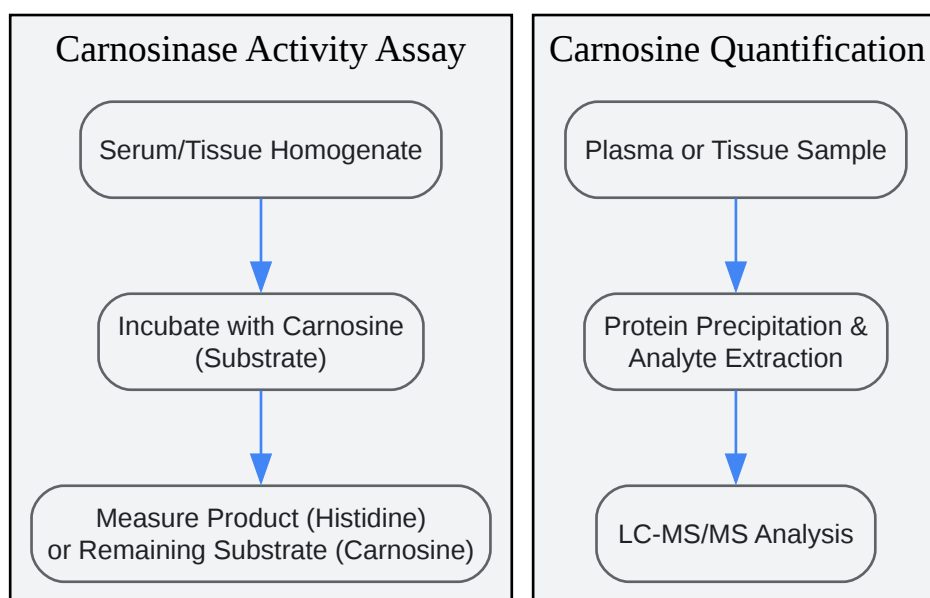 Carnosinase Activity Assay
Serum/Tissue Homogenate
Incubate with Carnosine
(Substrate)
Measure Product (Histidine)
or Remaining Substrate (Carnosine)
Carnosine Quantification
Plasma or Tissue Sample
Protein Precipitation &
Analyte Extraction
LC-MS/MS Analysis